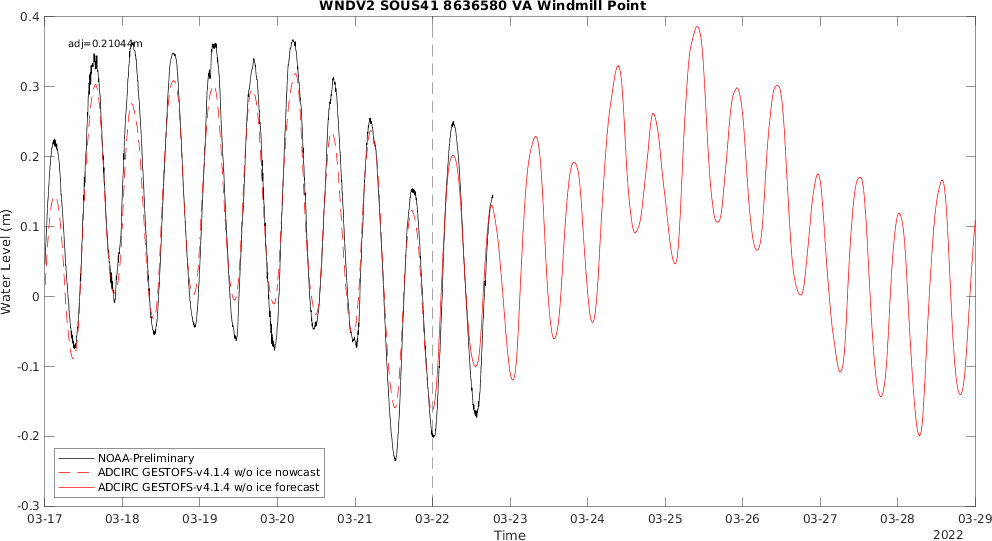 WNDV2 SOUS41 8636580 VA Windmill Point
adj=0.21044m
Water Level (m)
0.4
0.3
0.2
0.1
0
-0.1
-0.2
-0.3
NOAA-Preliminary
ADCIRC GESTOFS-v4.1.4 w/o ice nowcast
ADCIRC GESTOFS-v4.1.4 w/o ice forecast
03-17 03-18 03-19 03-20 03-21 03-22 03-23 03-24 03-25 03-26 03-27 03-28 03-29
Time
2022